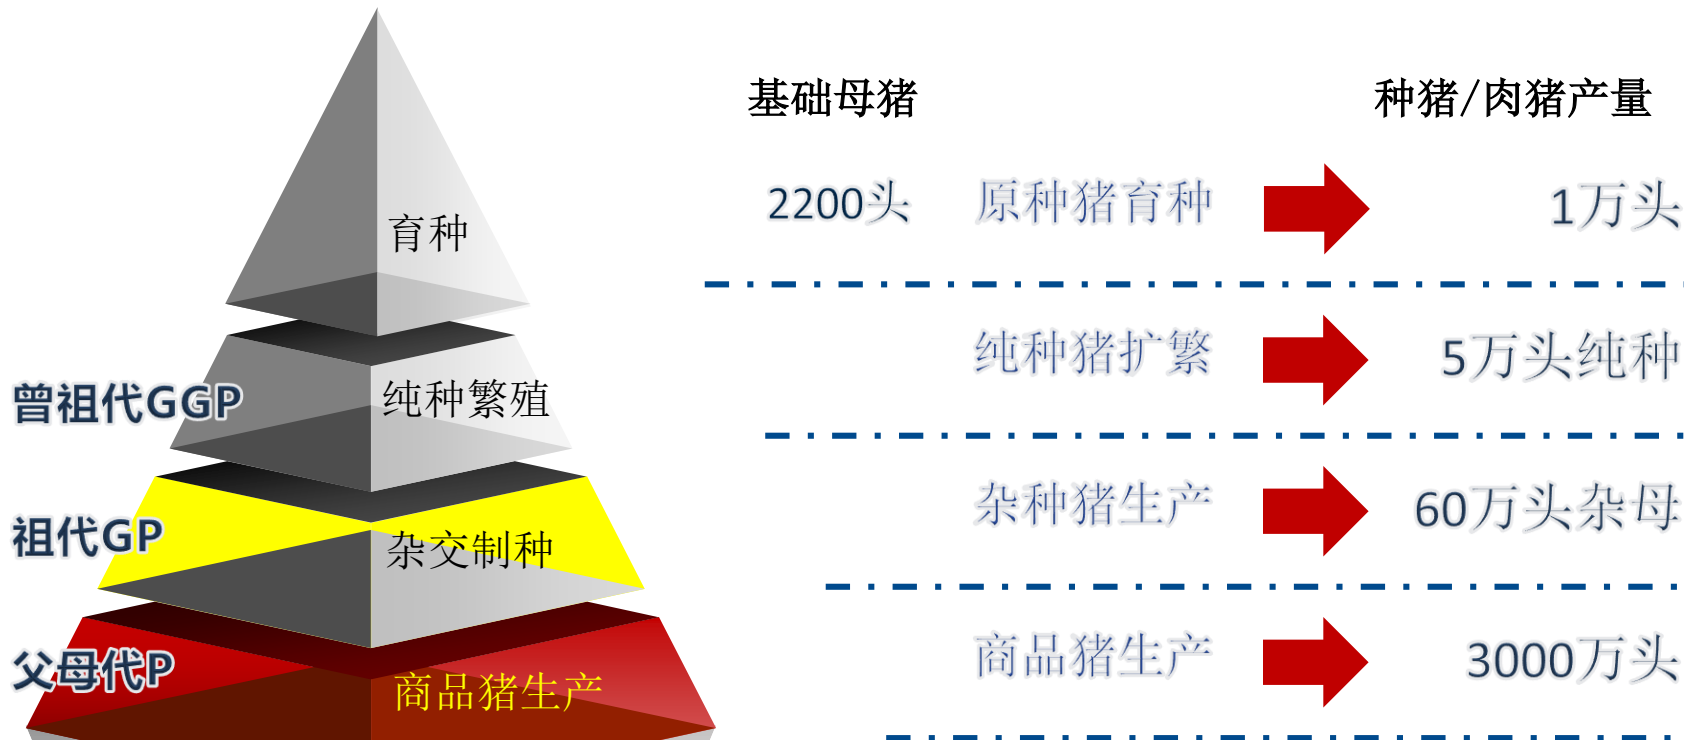 基础母猪 种猪/肉猪产量
育种 2200头 原种猪育种 1万头
曾祖代GGP 纯种繁殖 纯种猪扩繁 5万头纯种
祖代GP 杂交制种 杂种猪生产 60万头杂母
父母代P 商品猪生产 商品猪生产 3000万头